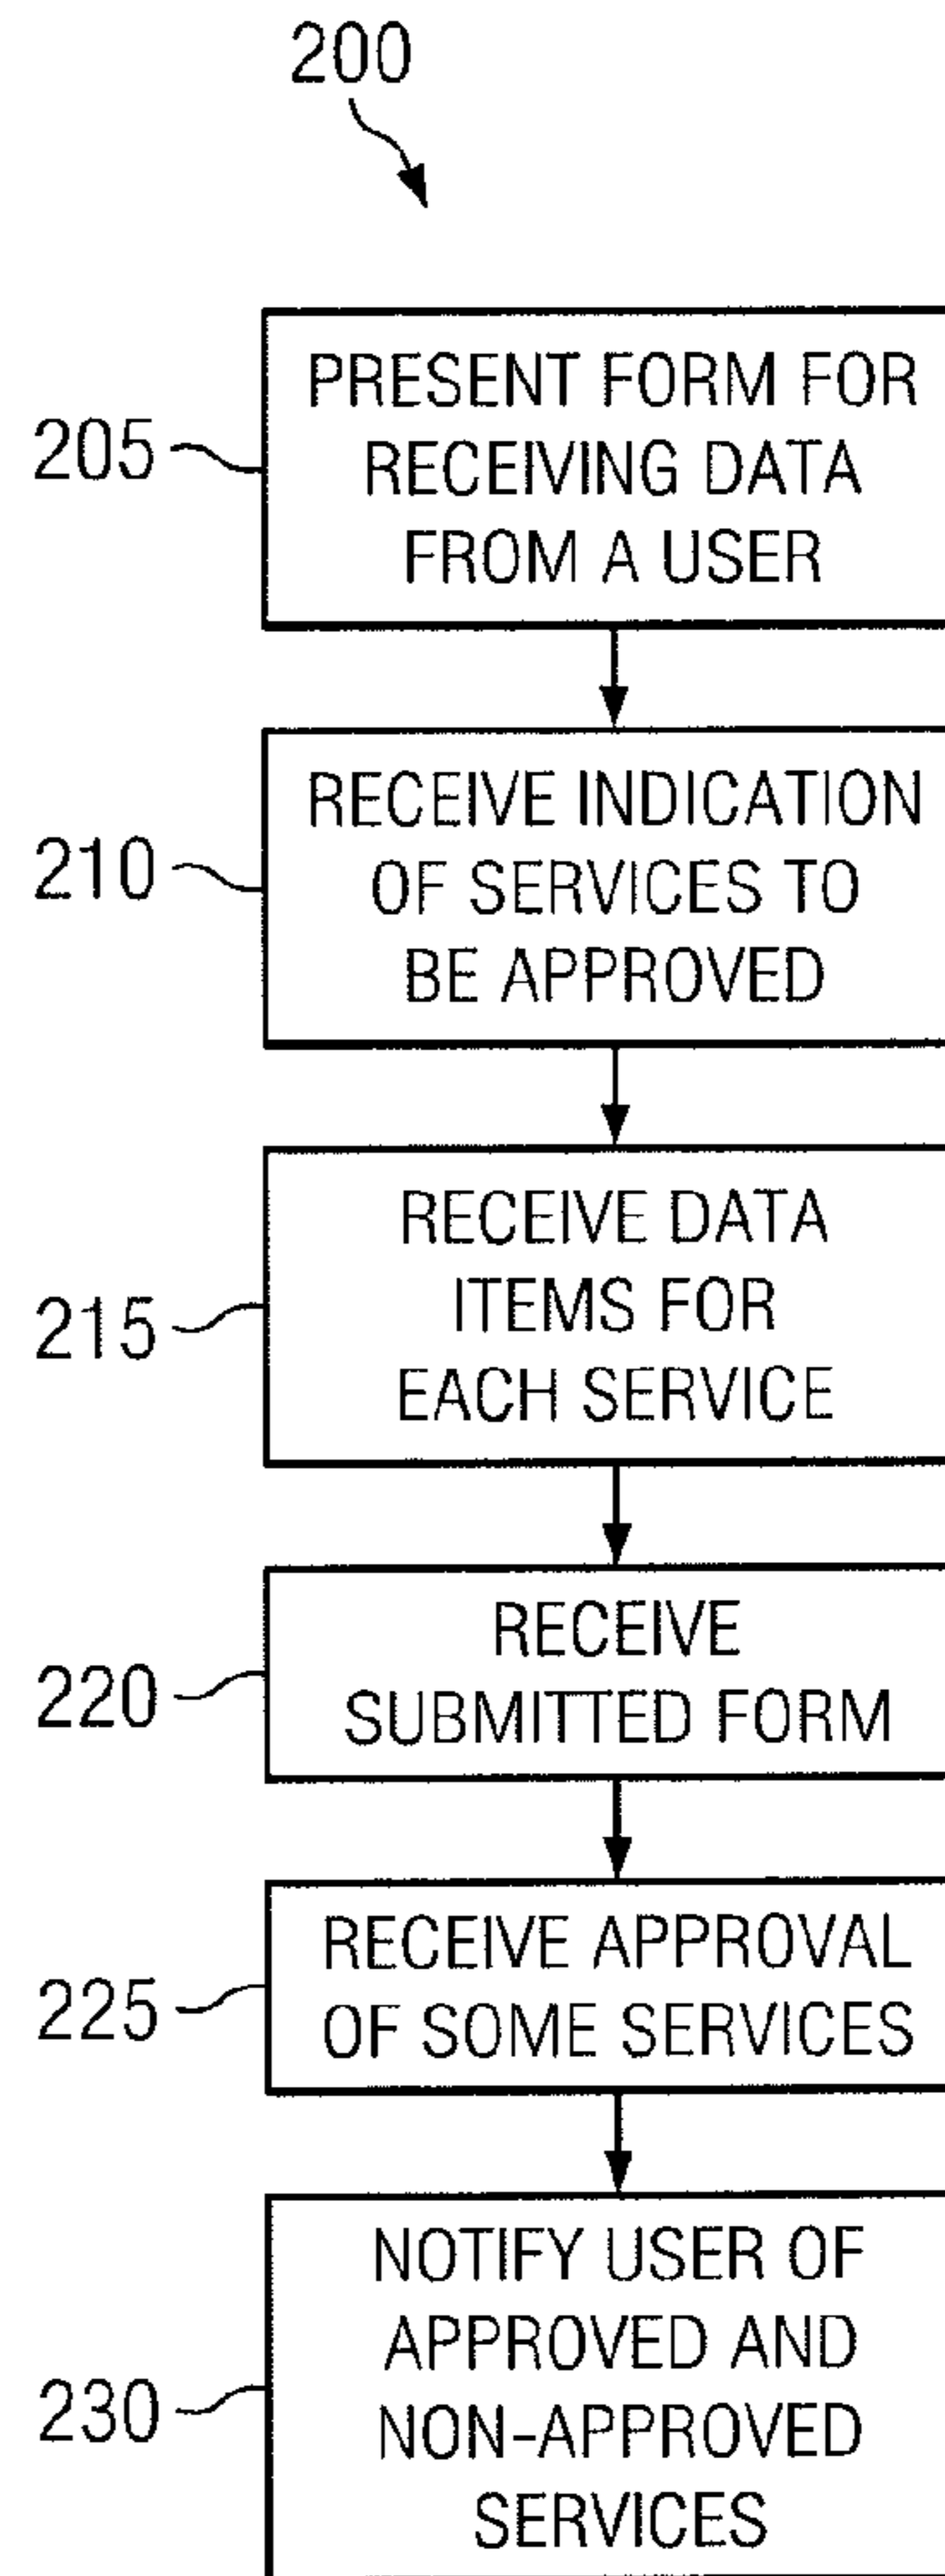 200
205
PRESENT FORM FOR
RECEIVING DATA
FROM A USER
210
RECEIVE INDICATION
OF SERVICES TO
BE APPROVED
215
RECEIVE DATA
ITEMS FOR
EACH SERVICE
220
RECEIVE
SUBMITTED FORM
225
RECEIVE APPROVAL
OF SOME SERVICES
230
NOTIFY USER OF
APPROVED AND
NON-APPROVED
SERVICES